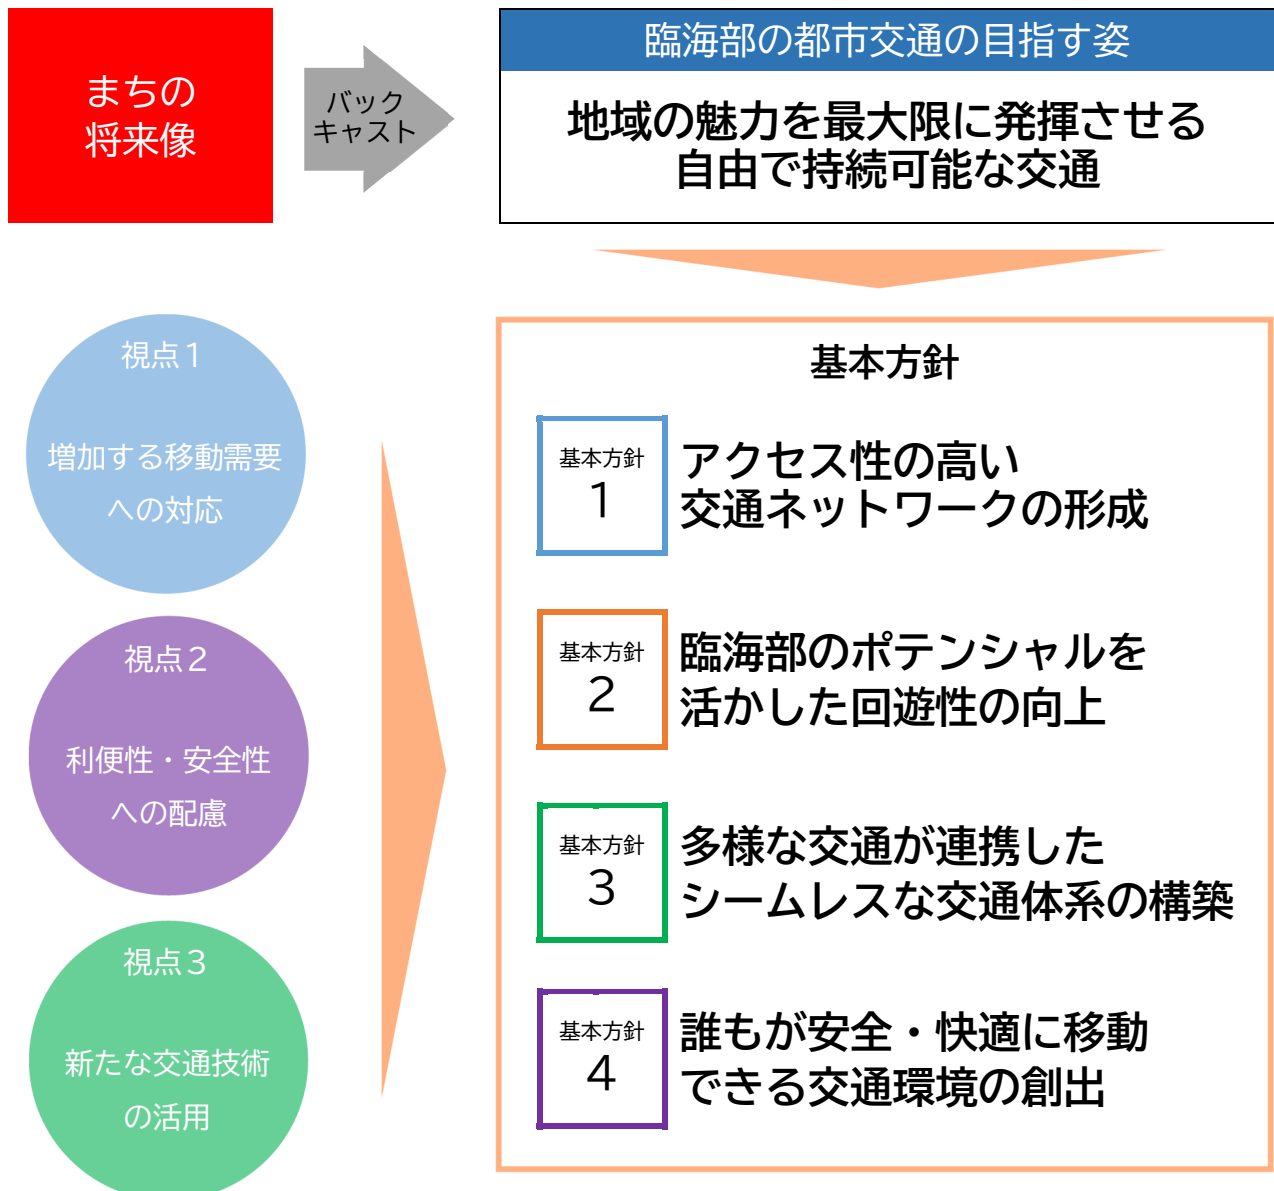 まちの
将来像
バック
キャスト
臨海部の都市交通の目指す姿
地域の魅力を最大限に発揮させる
自由で持続可能な交通
視点１
増加する移動需要
への対応
視点２
利便性・安全性
への配慮
視点３
新たな交通技術
の活用
基本方針
基本方針
1
アクセス性の高い
交通ネットワークの形成
基本方針
2
臨海部のポテンシャルを
活かした回遊性の向上
基本方針
3
多様な交通が連携した
シームレスな交通体系の構築
基本方針
4
誰もが安全・快適に移動
できる交通環境の創出